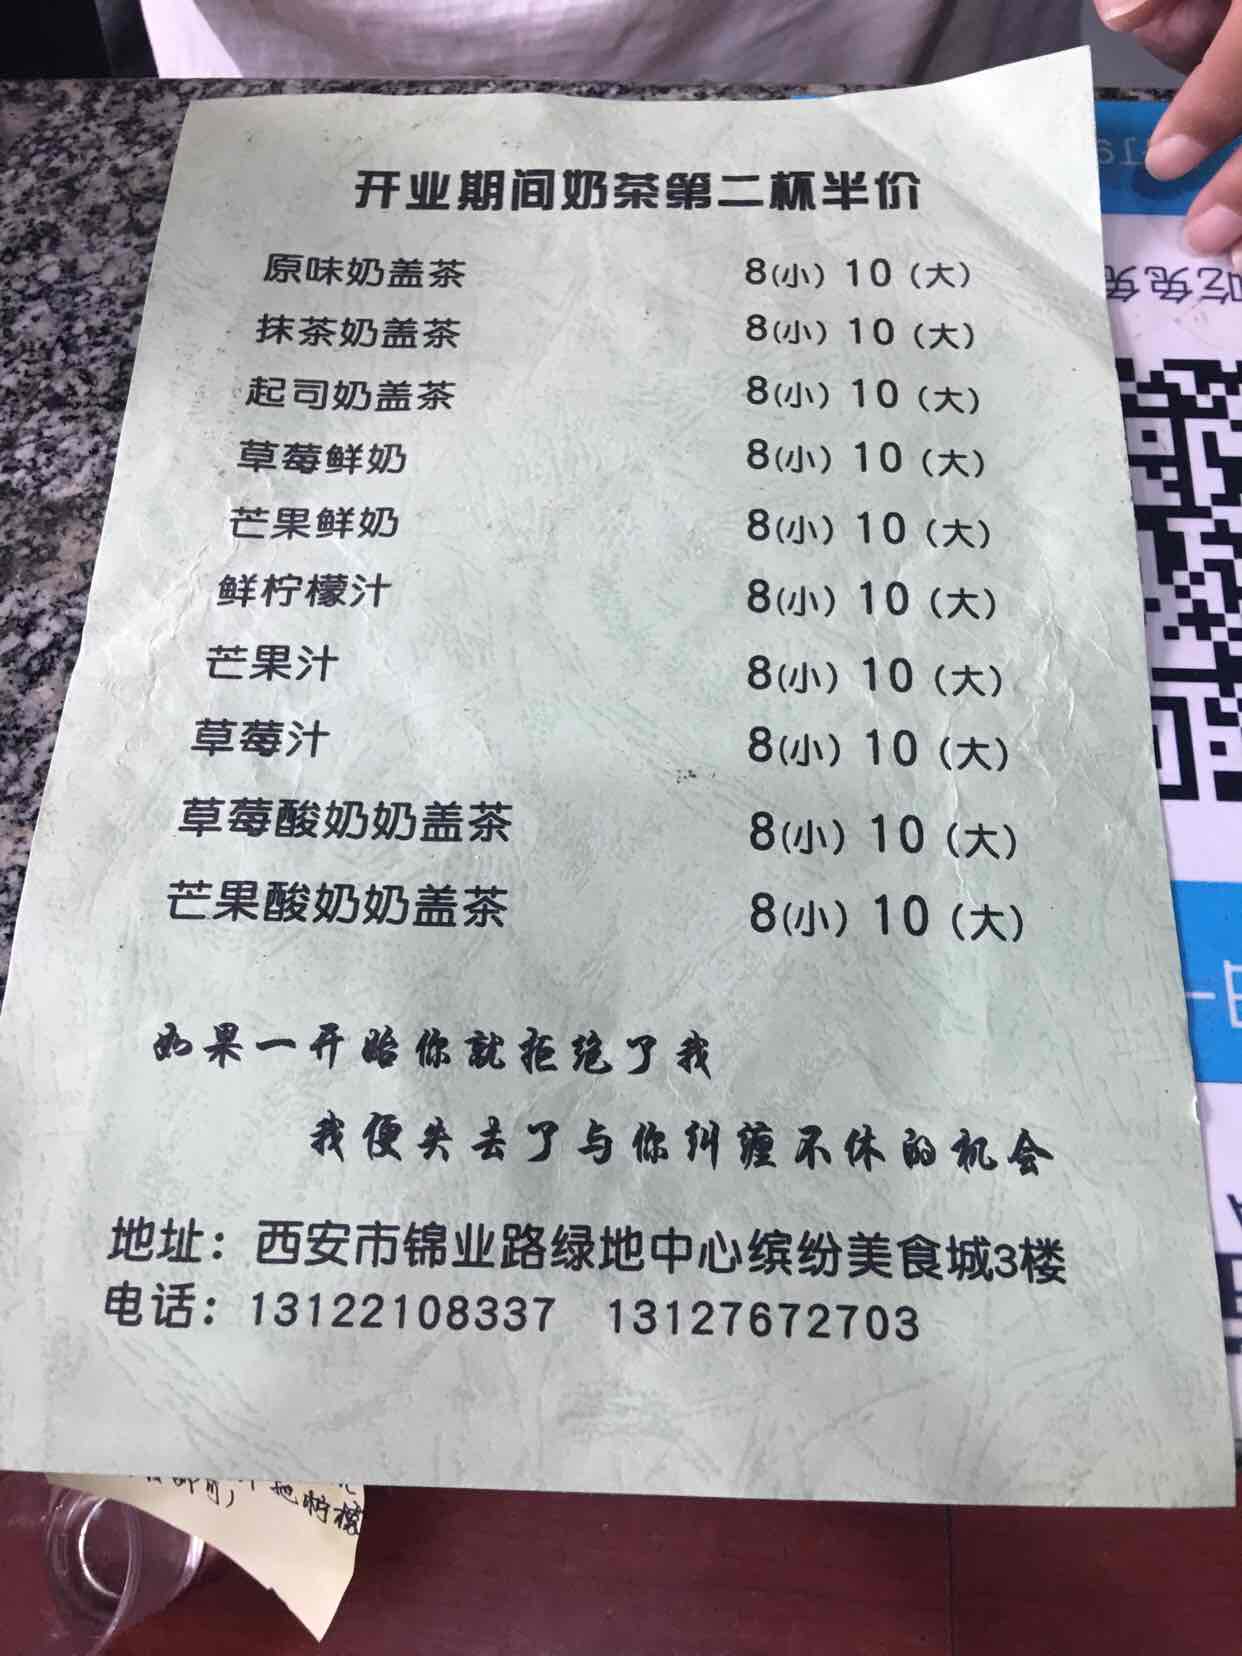 开业期间奶茶第二杯半价
原味奶盖茶 8(小) 10（大）
抹茶奶盖茶 8(小) 10（大）
起司奶盖茶 8(小) 10（大）
草莓鲜奶 8(小) 10（大）
芒果鲜奶 8(小) 10（大）
鲜柠檬汁 8(小) 10（大）
芒果汁 8(小) 10（大）
草莓汁 8(小) 10（大）
草莓酸奶奶盖茶 8(小) 10（大）
芒果酸奶奶盖茶 8(小) 10（大）
如果一开始你就拒绝了我
我便失去了与你纠缠不休的机会
地址：西安市锦业路绿地中心缤纷美食城3楼
电话：13122108337 13127672703